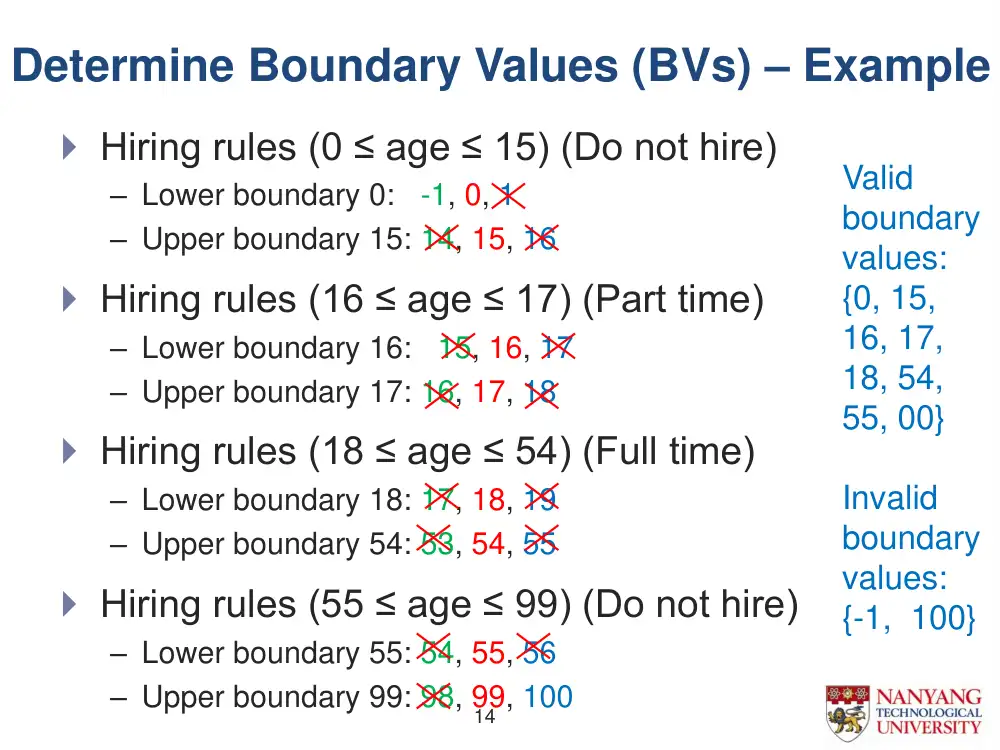 Determine Boundary Values (BVs) – Example
Hiring rules (0 ≤ age ≤ 15) (Do not hire)
– Lower boundary 0: -1, 0, 1
– Upper boundary 15: 14, 15, 16
Hiring rules (16 ≤ age ≤ 17) (Part time)
– Lower boundary 16: 15, 16, 17
– Upper boundary 17: 16, 17, 18
Hiring rules (18 ≤ age ≤ 54) (Full time)
– Lower boundary 18: 17, 18, 19
– Upper boundary 54: 53, 54, 55
Hiring rules (55 ≤ age ≤ 99) (Do not hire)
– Lower boundary 55: 54, 55, 56
– Upper boundary 99: 98, 99, 100
Valid
boundary
values:
{0, 15,
16, 17,
18, 54,
55, 00}
Invalid
boundary
values:
{-1, 100}
14
NANYANG
TECHNOLOGICAL
UNIVERSITY